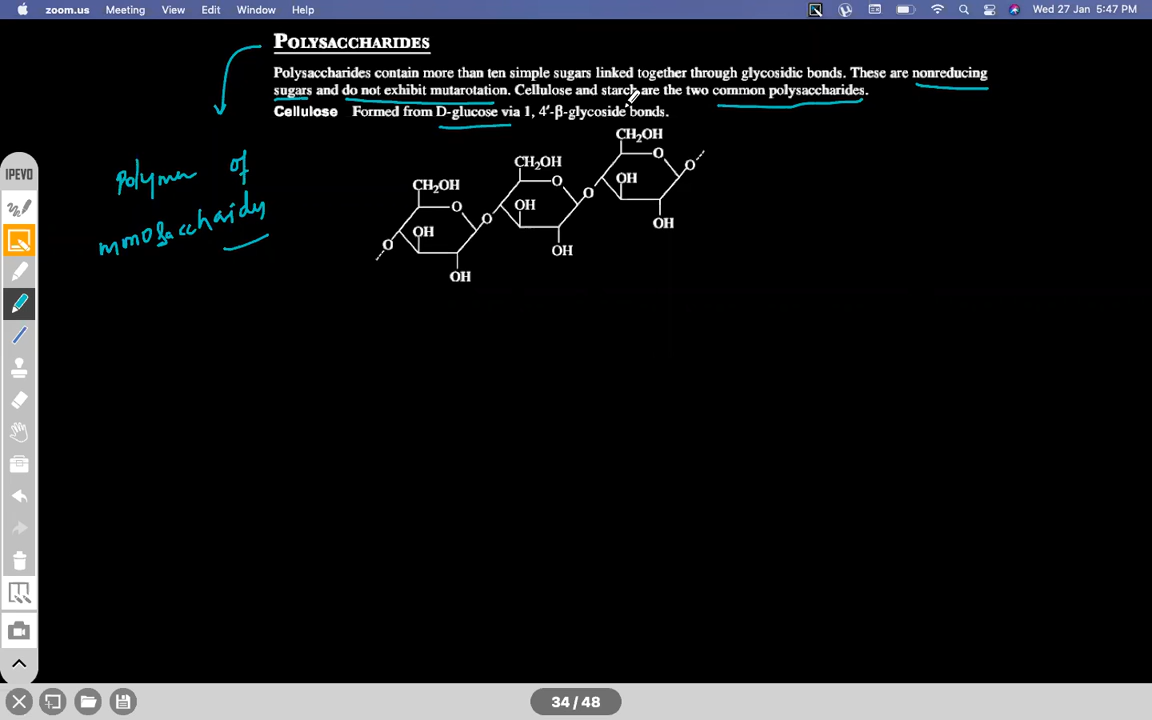 zoom.us Meeting View Edit Window Help Wed 27 Jan 5:47 PM
POLYSACCHARIDES
Polysaccharides contain more than ten simple sugars linked together through glycosidic bonds. These are nonreducing
sugars and do not exhibit mutarotation. Cellulose and starch are the two common polysaccharides.
Cellulose Formed from D-glucose via 1, 4′-β-glycoside bonds.
CH₂OH
O O
CH₂OH
OH
O
O
CH₂OH
OH
OH
O
O
OH
OH
O
OH
IPEVO
Polymer of
monosaccharides
34 / 48